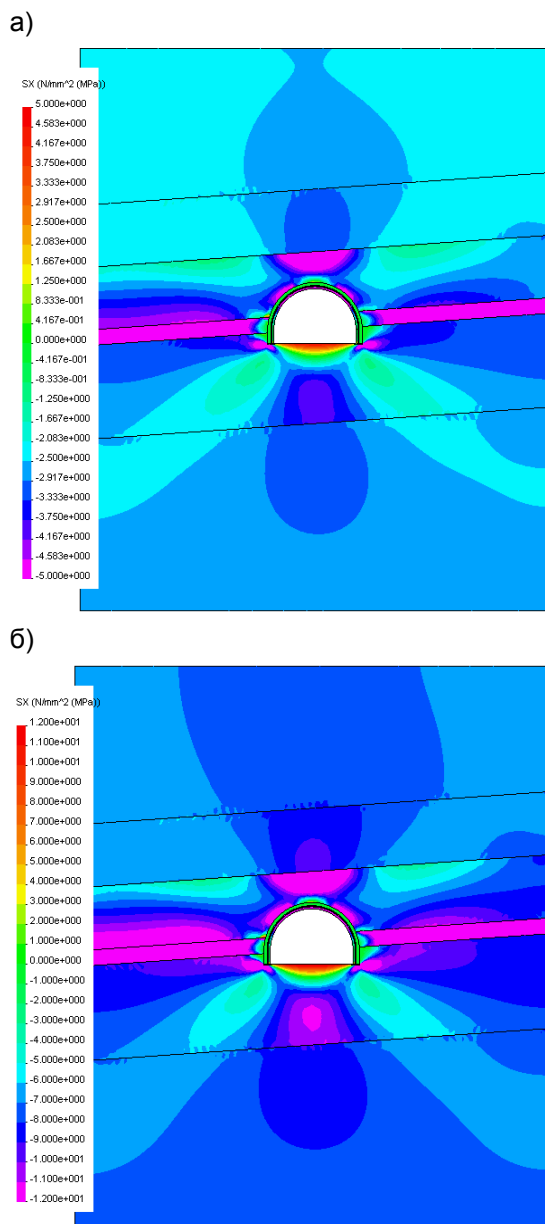 а)
SX (N/mm^2 (MPa))
5.000e+000
4.583e+000
4.167e+000
3.750e+000
3.333e+000
2.917e+000
2.500e+000
2.083e+000
1.667e+000
1.250e+000
8.333e-001
4.167e-001
0.000e+000
-4.167e-001
-8.333e-001
-1.250e+000
-1.667e+000
-2.083e+000
-2.500e+000
-2.917e+000
-3.333e+000
-3.750e+000
-4.167e+000
-4.583e+000
-5.000e+000
б)
SX (N/mm^2 (MPa))
1.200e+001
1.100e+001
1.000e+001
9.000e+000
8.000e+000
7.000e+000
6.000e+000
5.000e+000
4.000e+000
3.000e+000
2.000e+000
1.000e+000
0.000e+000
-1.000e+000
-2.000e+000
-3.000e+000
-4.000e+000
-5.000e+000
-6.000e+000
-7.000e+000
-8.000e+000
-9.000e+000
-1.000e+001
-1.100e+001
-1.200e+001